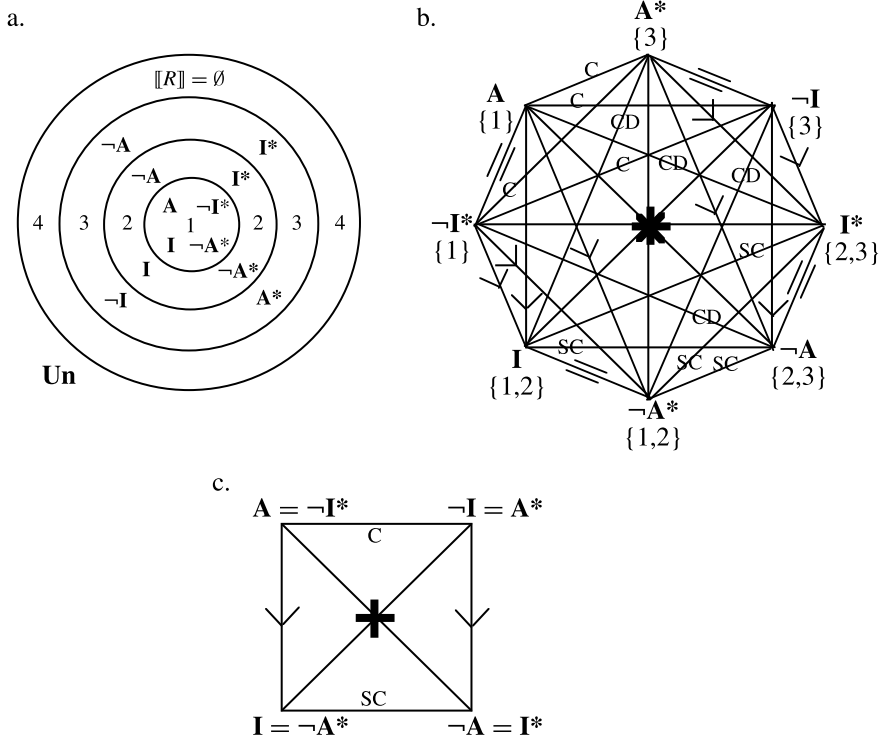 a.
⟦R⟧ = ∅
¬A I*
¬A I*
A ¬I*
4 3 2 1 2 3 4
I ¬A*
I ¬A*
¬I A*
Un
b.
A*
{3}
C
A
{1}
C
¬I
{3}
CD
C CD CD
C
¬I*
{1}
I*
{2,3}
SC
CD
I
{1,2}
SC
SC SC
¬A
{2,3}
¬A*
{1,2}
c.
A = ¬I* ¬I = A*
C
SC
I = ¬A* ¬A = I*